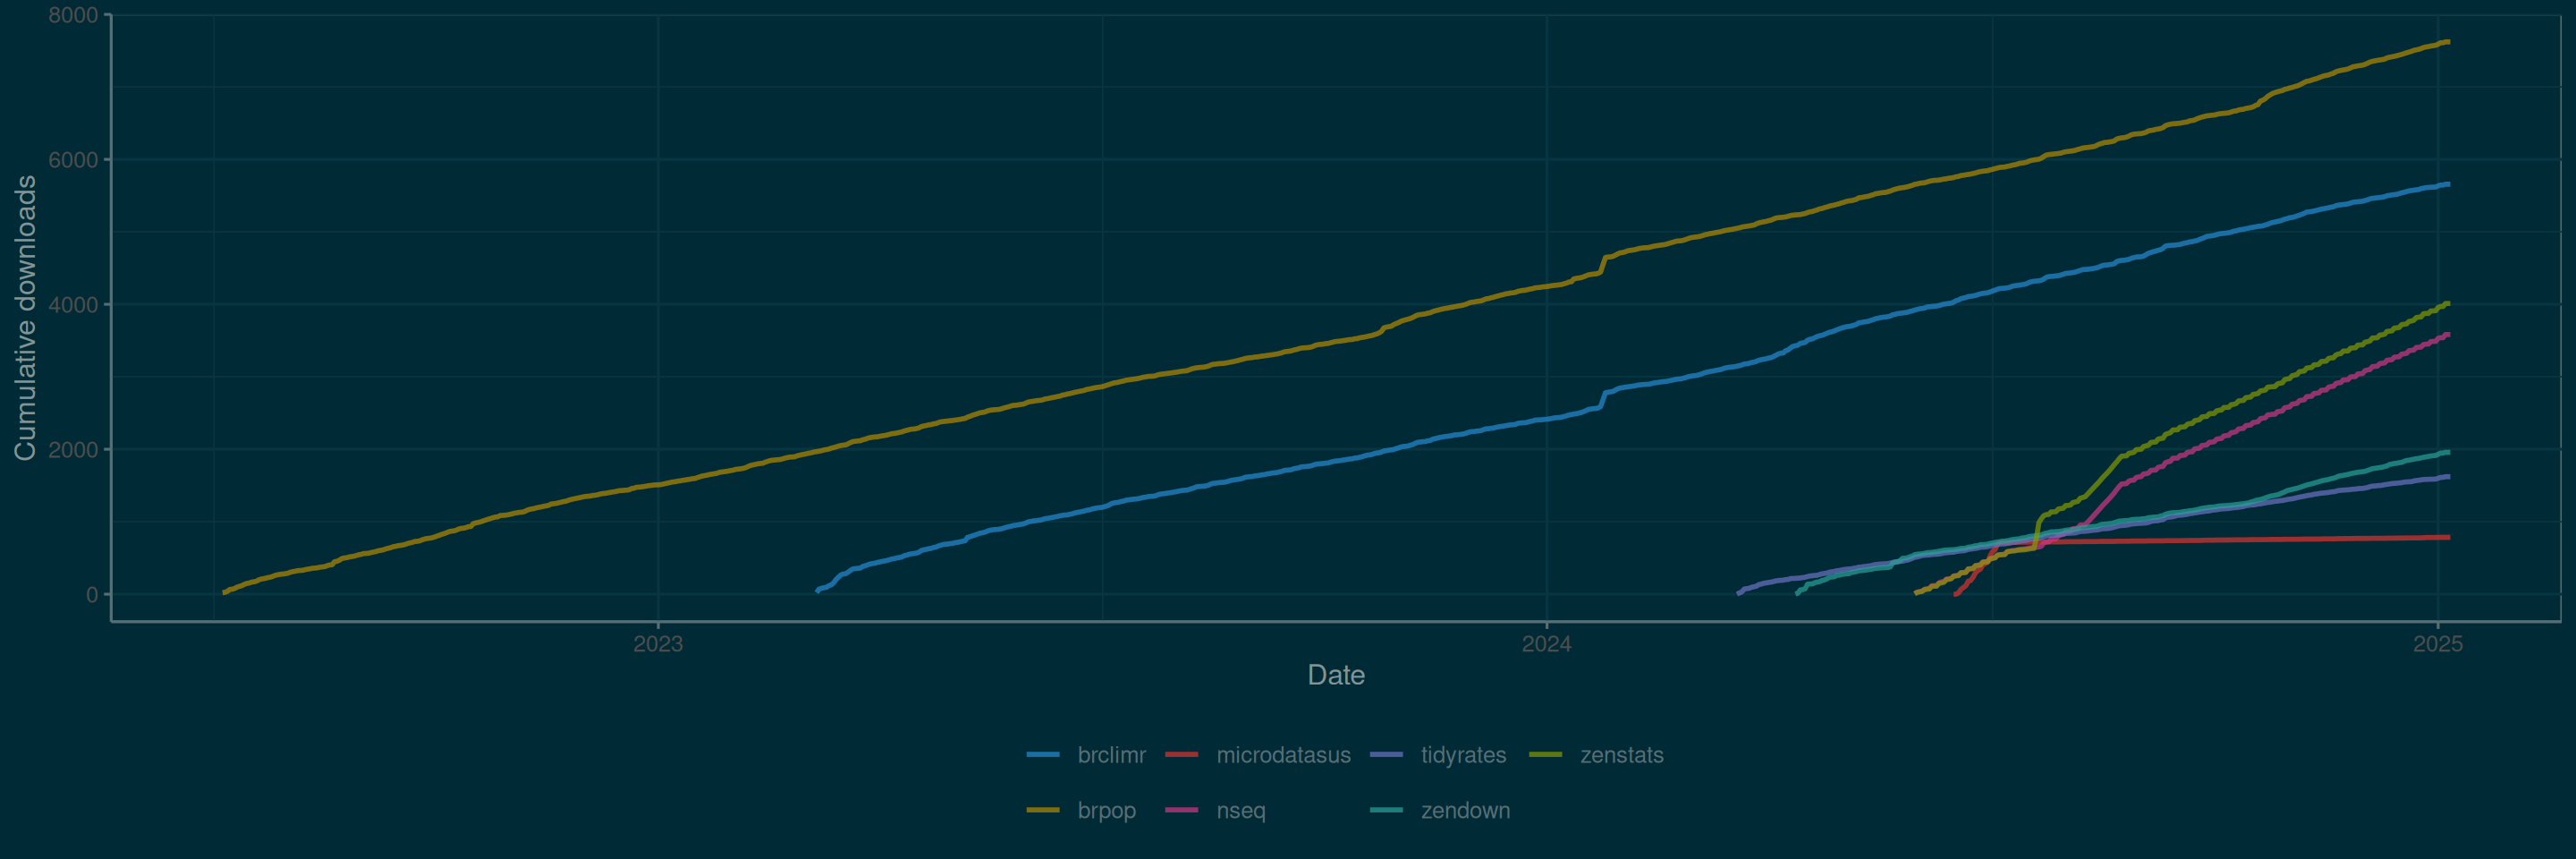 8000
6000
4000
2000
0
Cumulative downloads
2023 2024 2025
Date
brclimr microdatasus tidyrates zenstats
brpop nseq zendown